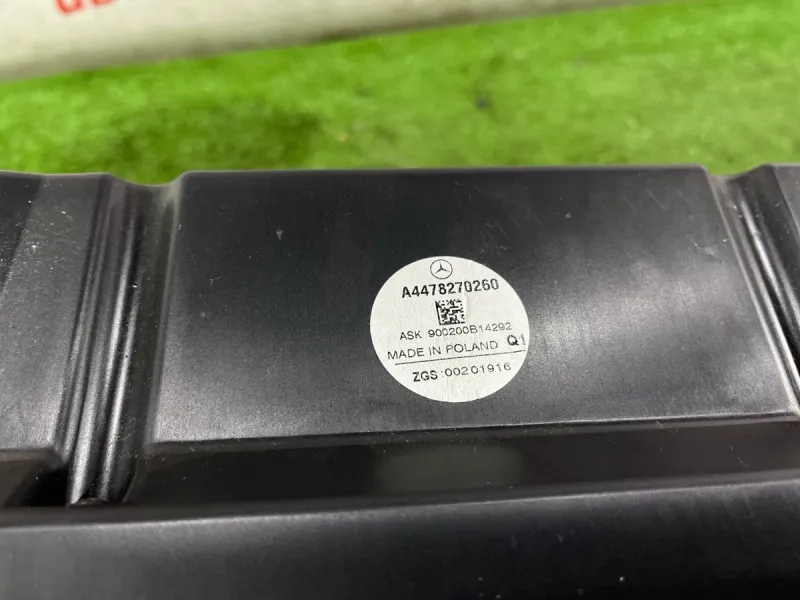 A4478270260
ASK 900200B14292
MADE IN POLAND Q1
ZGS:00201916